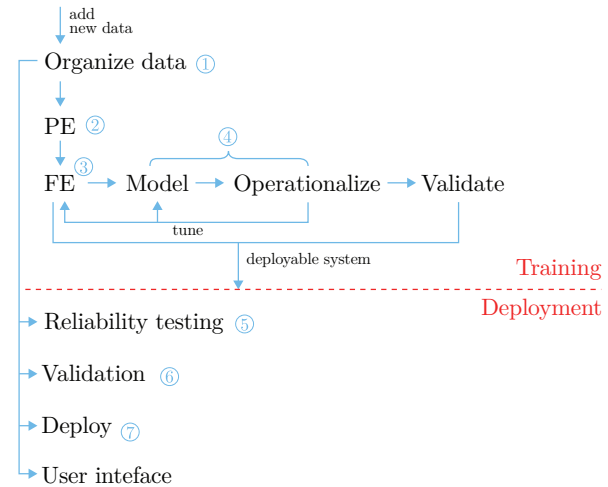 add
new data
Organize data ①
PE ②
④
③
FE Model Operationalize Validate
tune
deployable system
Training
Deployment
Reliability testing ⑤
Validation ⑥
Deploy ⑦
User inteface